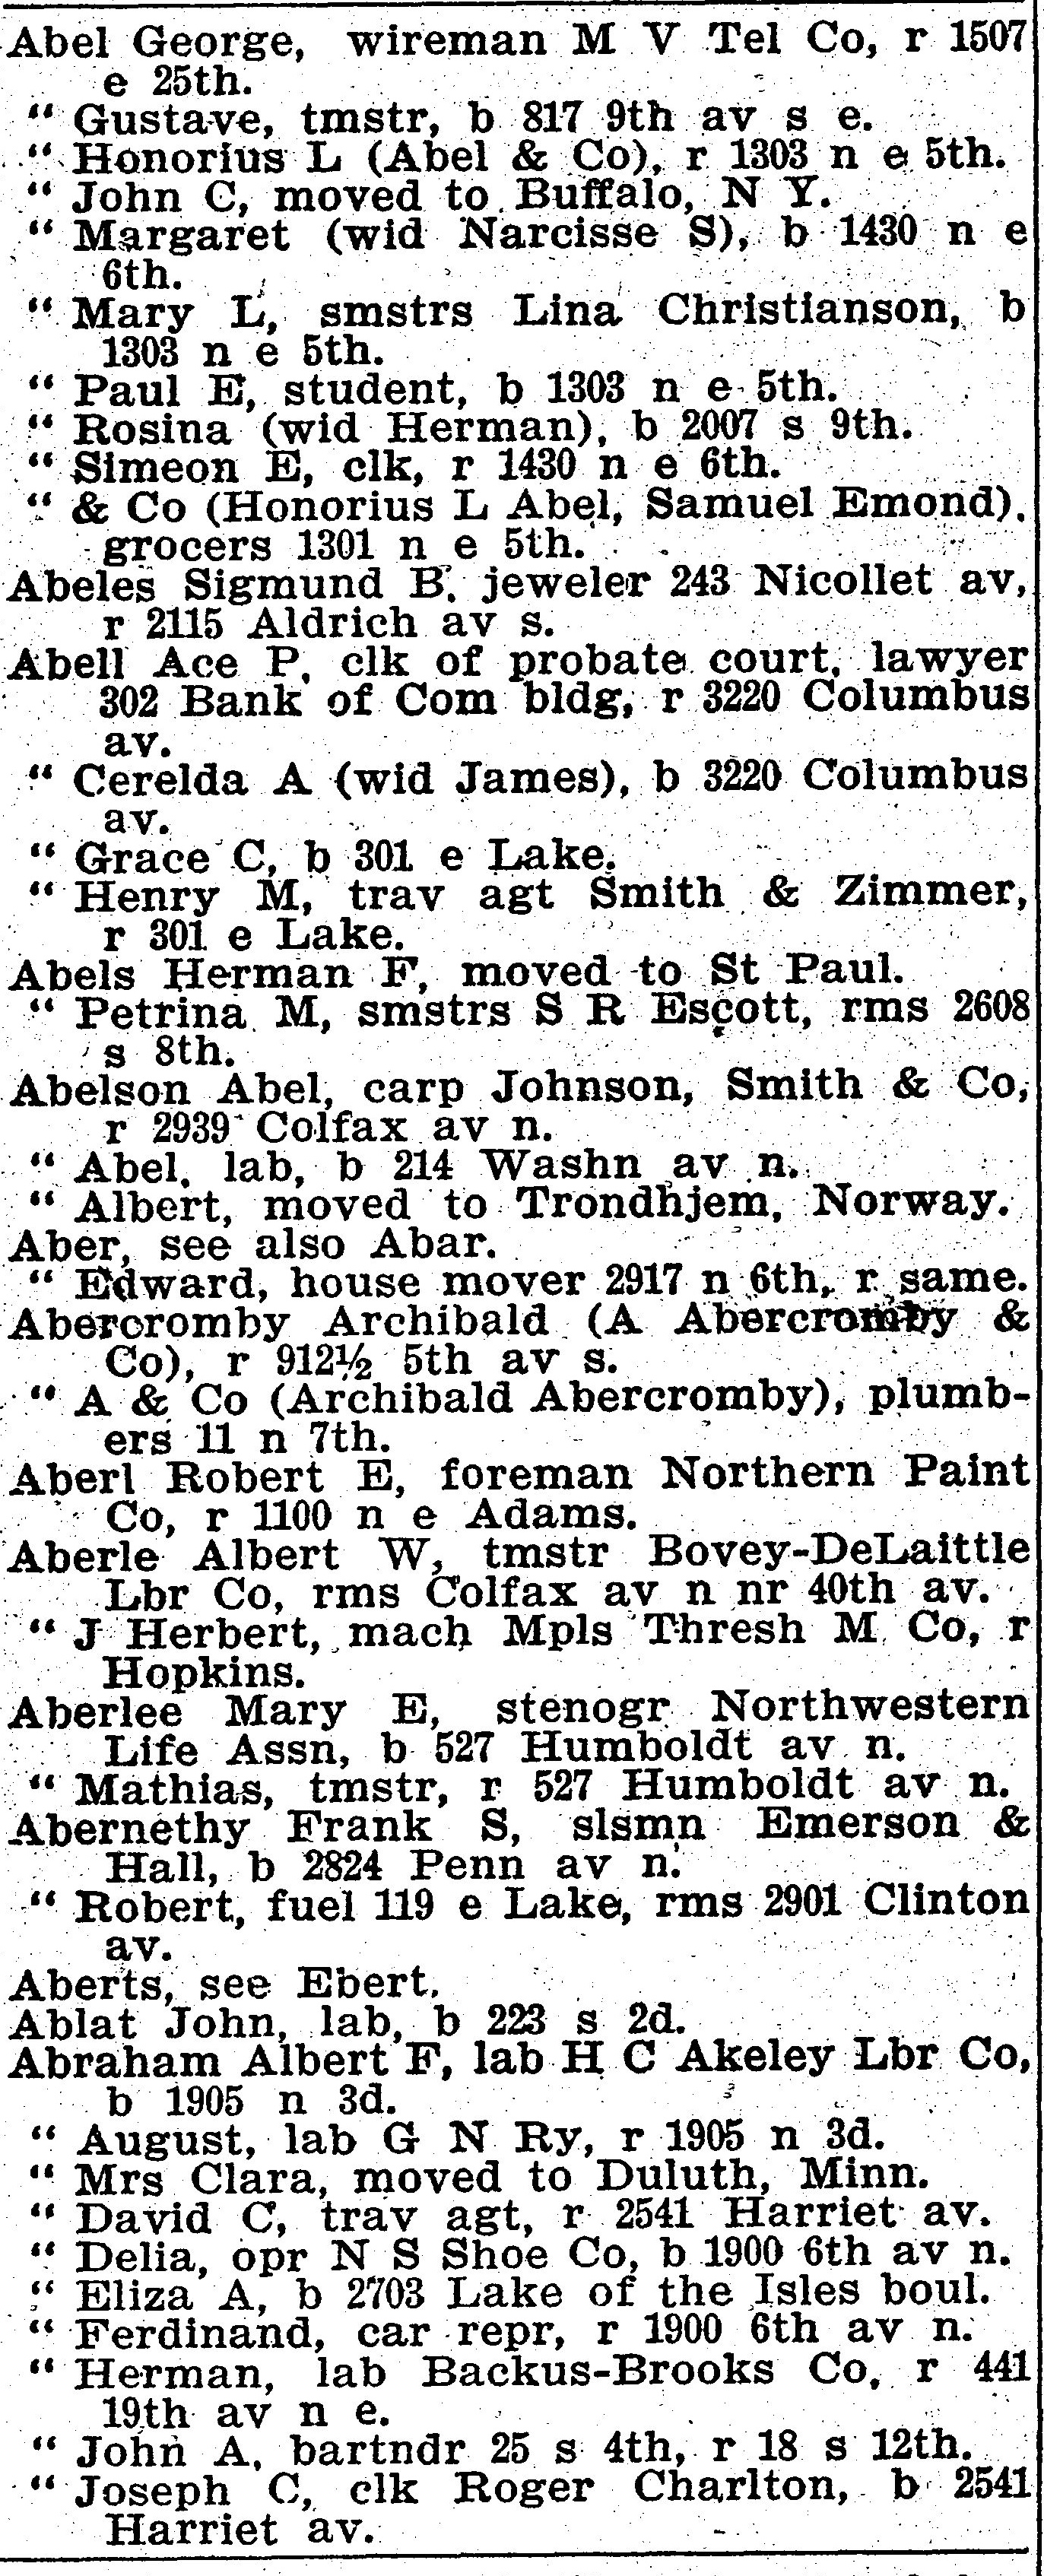 Abel George, wireman M V Tel Co, r 1507
e 25th.
“ Gustave, tmstr, b 817 9th av s e.
“ Honorius L (Abel & Co), r 1303 n e 5th.
“ John C, moved to Buffalo, N Y.
“ Margaret (wid Narcisse S), b 1430 n e
6th.
“ Mary L, smstrs Lina Christianson, b
1303 n e 5th.
“ Paul E, student, b 1303 n e 5th.
“ Rosina (wid Herman), b 2007 s 9th.
“ Simeon E, clk, r 1430 n e 6th.
“ & Co (Honorius L Abel, Samuel Emond),
grocers 1301 n e 5th.
Abeles Sigmund B, jeweler 243 Nicollet av,
r 2115 Aldrich av s.
Abell Ace P, clk of probate court, lawyer
302 Bank of Com bldg, r 3220 Columbus
av.
“ Cerelda A (wid James), b 3220 Columbus
av.
“ Grace C, b 301 e Lake.
“ Henry M, trav agt Smith & Zimmer,
r 301 e Lake.
Abels Herman F, moved to St Paul.
“ Petrina M, smstrs S R Escott, rms 2608
s 8th.
Abelson Abel, carp Johnson, Smith & Co,
r 2939 Colfax av n.
“ Abel, lab, b 214 Washn av n.
“ Albert, moved to Trondhjem, Norway.
Aber, see also Abar.
“ Edward, house mover 2917 n 6th, r same.
Abercromby Archibald (A Abercromby &
Co), r 912½ 5th av s.
“ A & Co (Archibald Abercromby), plumb-
ers 11 n 7th.
Aberl Robert E, foreman Northern Paint
Co, r 1100 n e Adams.
Aberle Albert W, tmstr Bovey-DeLaittle
Lbr Co, rms Colfax av n nr 40th av.
“ J Herbert, mach Mpls Thresh M Co, r
Hopkins.
Aberlee Mary E, stenogr Northwestern
Life Assn, b 527 Humboldt av n.
“ Mathias, tmstr, r 527 Humboldt av n.
Abernethy Frank S, slsmn Emerson &
Hall, b 2824 Penn av n.
“ Robert, fuel 119 e Lake, rms 2901 Clinton
av.
Aberts, see Ebert.
Ablat John, lab, b 223 s 2d.
Abraham Albert F, lab H C Akeley Lbr Co,
b 1905 n 3d.
“ August, lab G N Ry, r 1905 n 3d.
“ Mrs Clara, moved to Duluth, Minn.
“ David C, trav agt, r 2541 Harriet av.
“ Delia, opr N S Shoe Co, b 1900 6th av n.
“ Eliza A, b 2703 Lake of the Isles boul.
“ Ferdinand, car repr, r 1900 6th av n.
“ Herman, lab Backus-Brooks Co, r 441
19th av n e.
“ John A, bartndr 25 s 4th, r 18 s 12th.
“ Joseph C, clk Roger Charlton, b 2541
Harriet av.